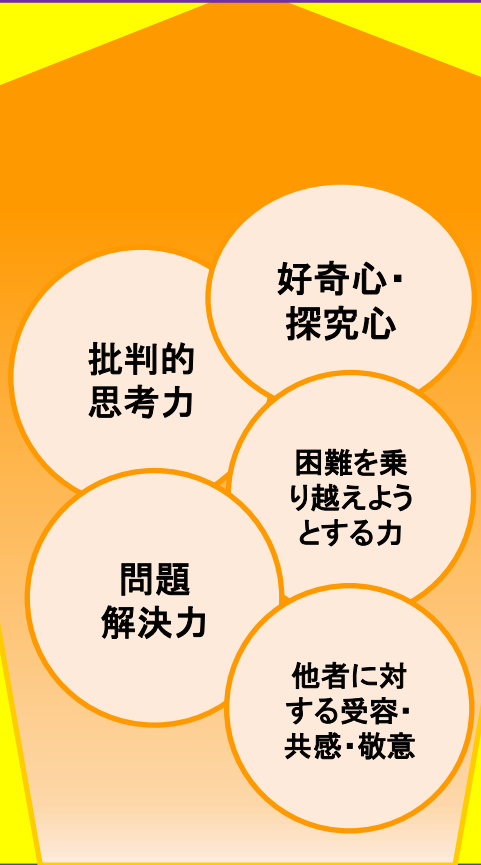 好奇心・
探究心
批判的
思考力
困難を乗
り越えよう
とする力
問題
解決力
他者に対
する受容・
共感・敬意